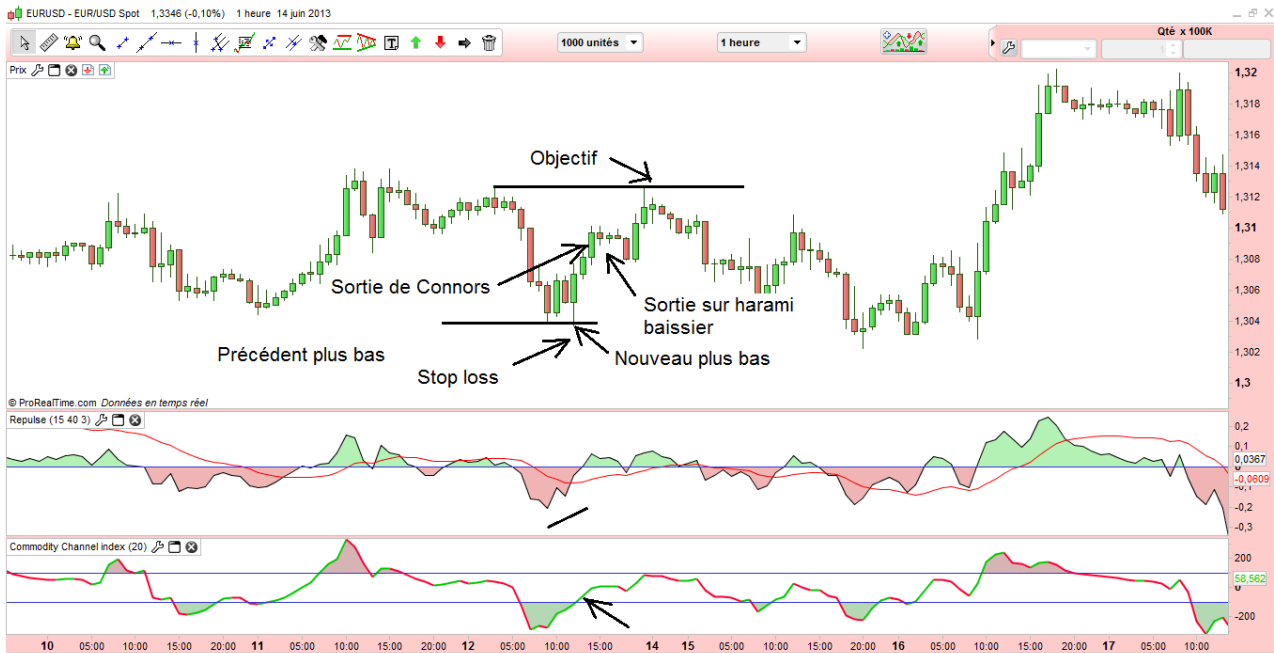 EURUSD - EUR/USD Spot 1,3346 (-0,10%) 1 heure 14 juin 2013
1000 unités
1 heure
Qté x 100K
1
Prix
1,32
1,318
1,316
1,314
1,312
1,31
1,308
1,306
1,304
1,302
1,3
Objectif
Sortie de Connors
Sortie sur harami
baissier
Précédent plus bas
Nouveau plus bas
Stop loss
© ProRealTime.com Données en temps réel
Repulse (15 40 3)
0,2
0,1
0,0367
0
-0,0609
-0,1
-0,2
-0,3
Commodity Channel index (20)
200
58,562
0
-200
10 05:00 10:00 15:00 20:00 11 05:00 10:00 15:00 20:00 12 05:00 10:00 15:00 14 15 05:00 10:00 15:00 20:00 16 05:00 10:00 15:00 20:00 17 05:00 10:00